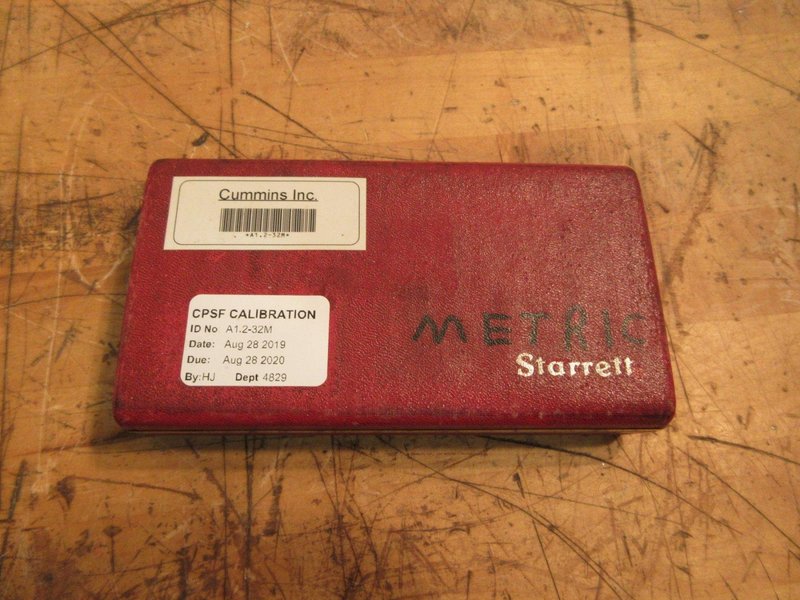 Cummins Inc.
*A1.2-32M*
CPSF CALIBRATION
ID No A1.2-32M
Date: Aug 28 2019
Due: Aug 28 2020
By:HJ Dept 4829
METRIC
Starrett